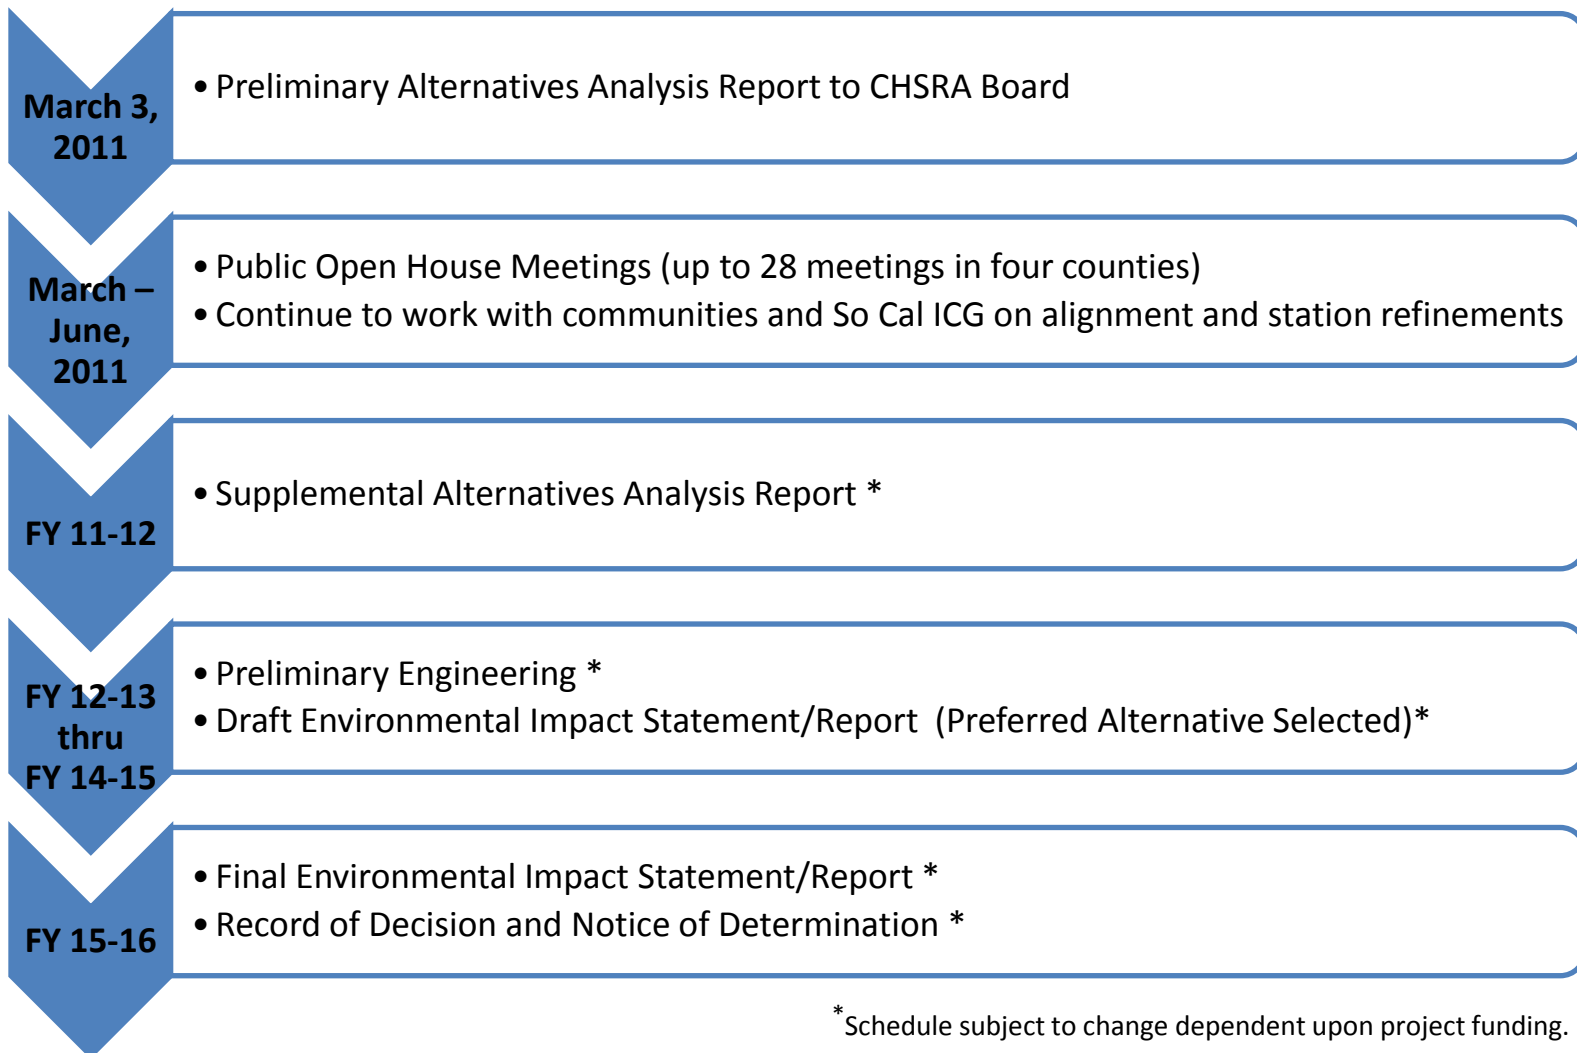 March 3,
2011
• Preliminary Alternatives Analysis Report to CHSRA Board
March –
June,
2011
• Public Open House Meetings (up to 28 meetings in four counties)
• Continue to work with communities and So Cal ICG on alignment and station refinements
FY 11-12
• Supplemental Alternatives Analysis Report *
FY 12-13
thru
FY 14-15
• Preliminary Engineering *
• Draft Environmental Impact Statement/Report (Preferred Alternative Selected)*
FY 15-16
• Final Environmental Impact Statement/Report *
• Record of Decision and Notice of Determination *
*Schedule subject to change dependent upon project funding.